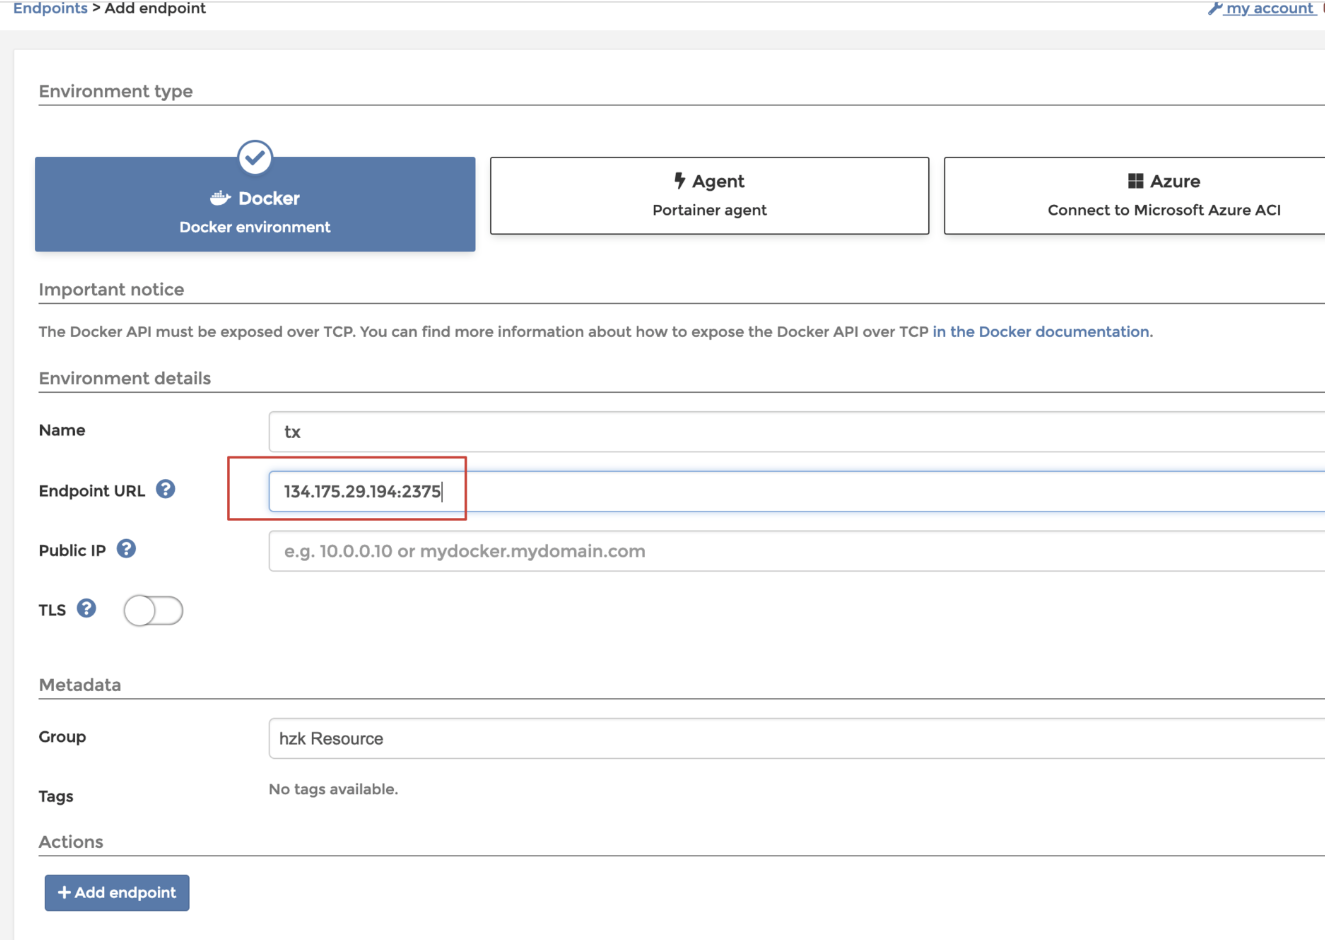 Endpoints > Add endpoint
my account
Environment type
Docker
Docker environment
Agent
Portainer agent
Azure
Connect to Microsoft Azure ACI
Important notice
The Docker API must be exposed over TCP. You can find more information about how to expose the Docker API over TCP in the Docker documentation.
Environment details
Name
tx
Endpoint URL ?
134.175.29.194:2375
Public IP ?
e.g. 10.0.0.10 or mydocker.mydomain.com
TLS ?
Metadata
Group
hzk Resource
Tags
No tags available.
Actions
+ Add endpoint